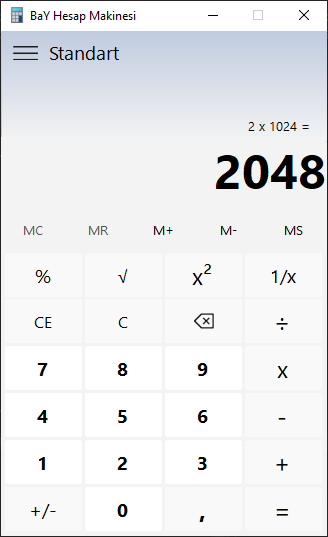 BaY Hesap Makinesi
Standart
2 x 1024 =
2048
MC MR M+ M- MS
% √ x² 1/x
CE C ÷
7 8 9 x
4 5 6 -
1 2 3 +
+/- 0 , =